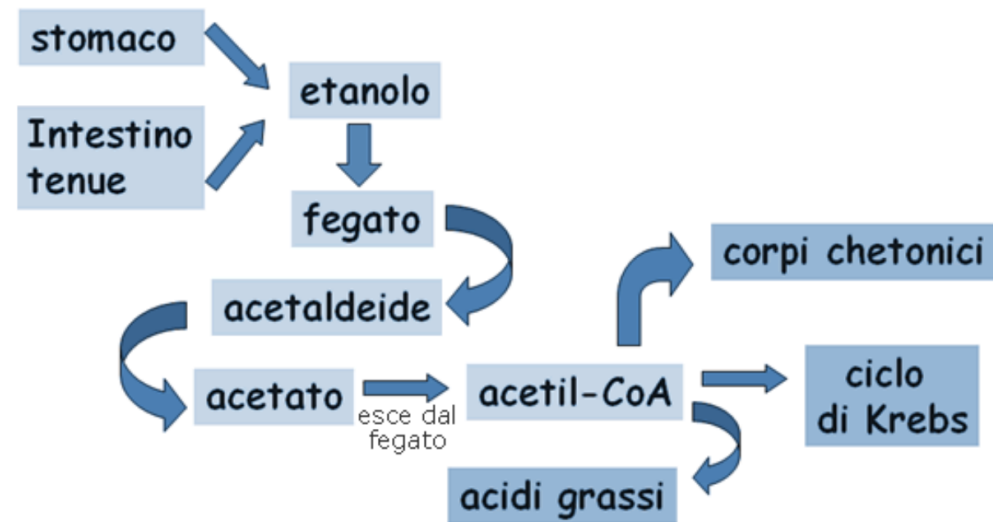 stomaco
etanolo
Intestino
tenue
fegato
corpi chetonici
acetaldeide
acetato
esce dal
fegato
acetil-CoA
ciclo
di Krebs
acidi grassi